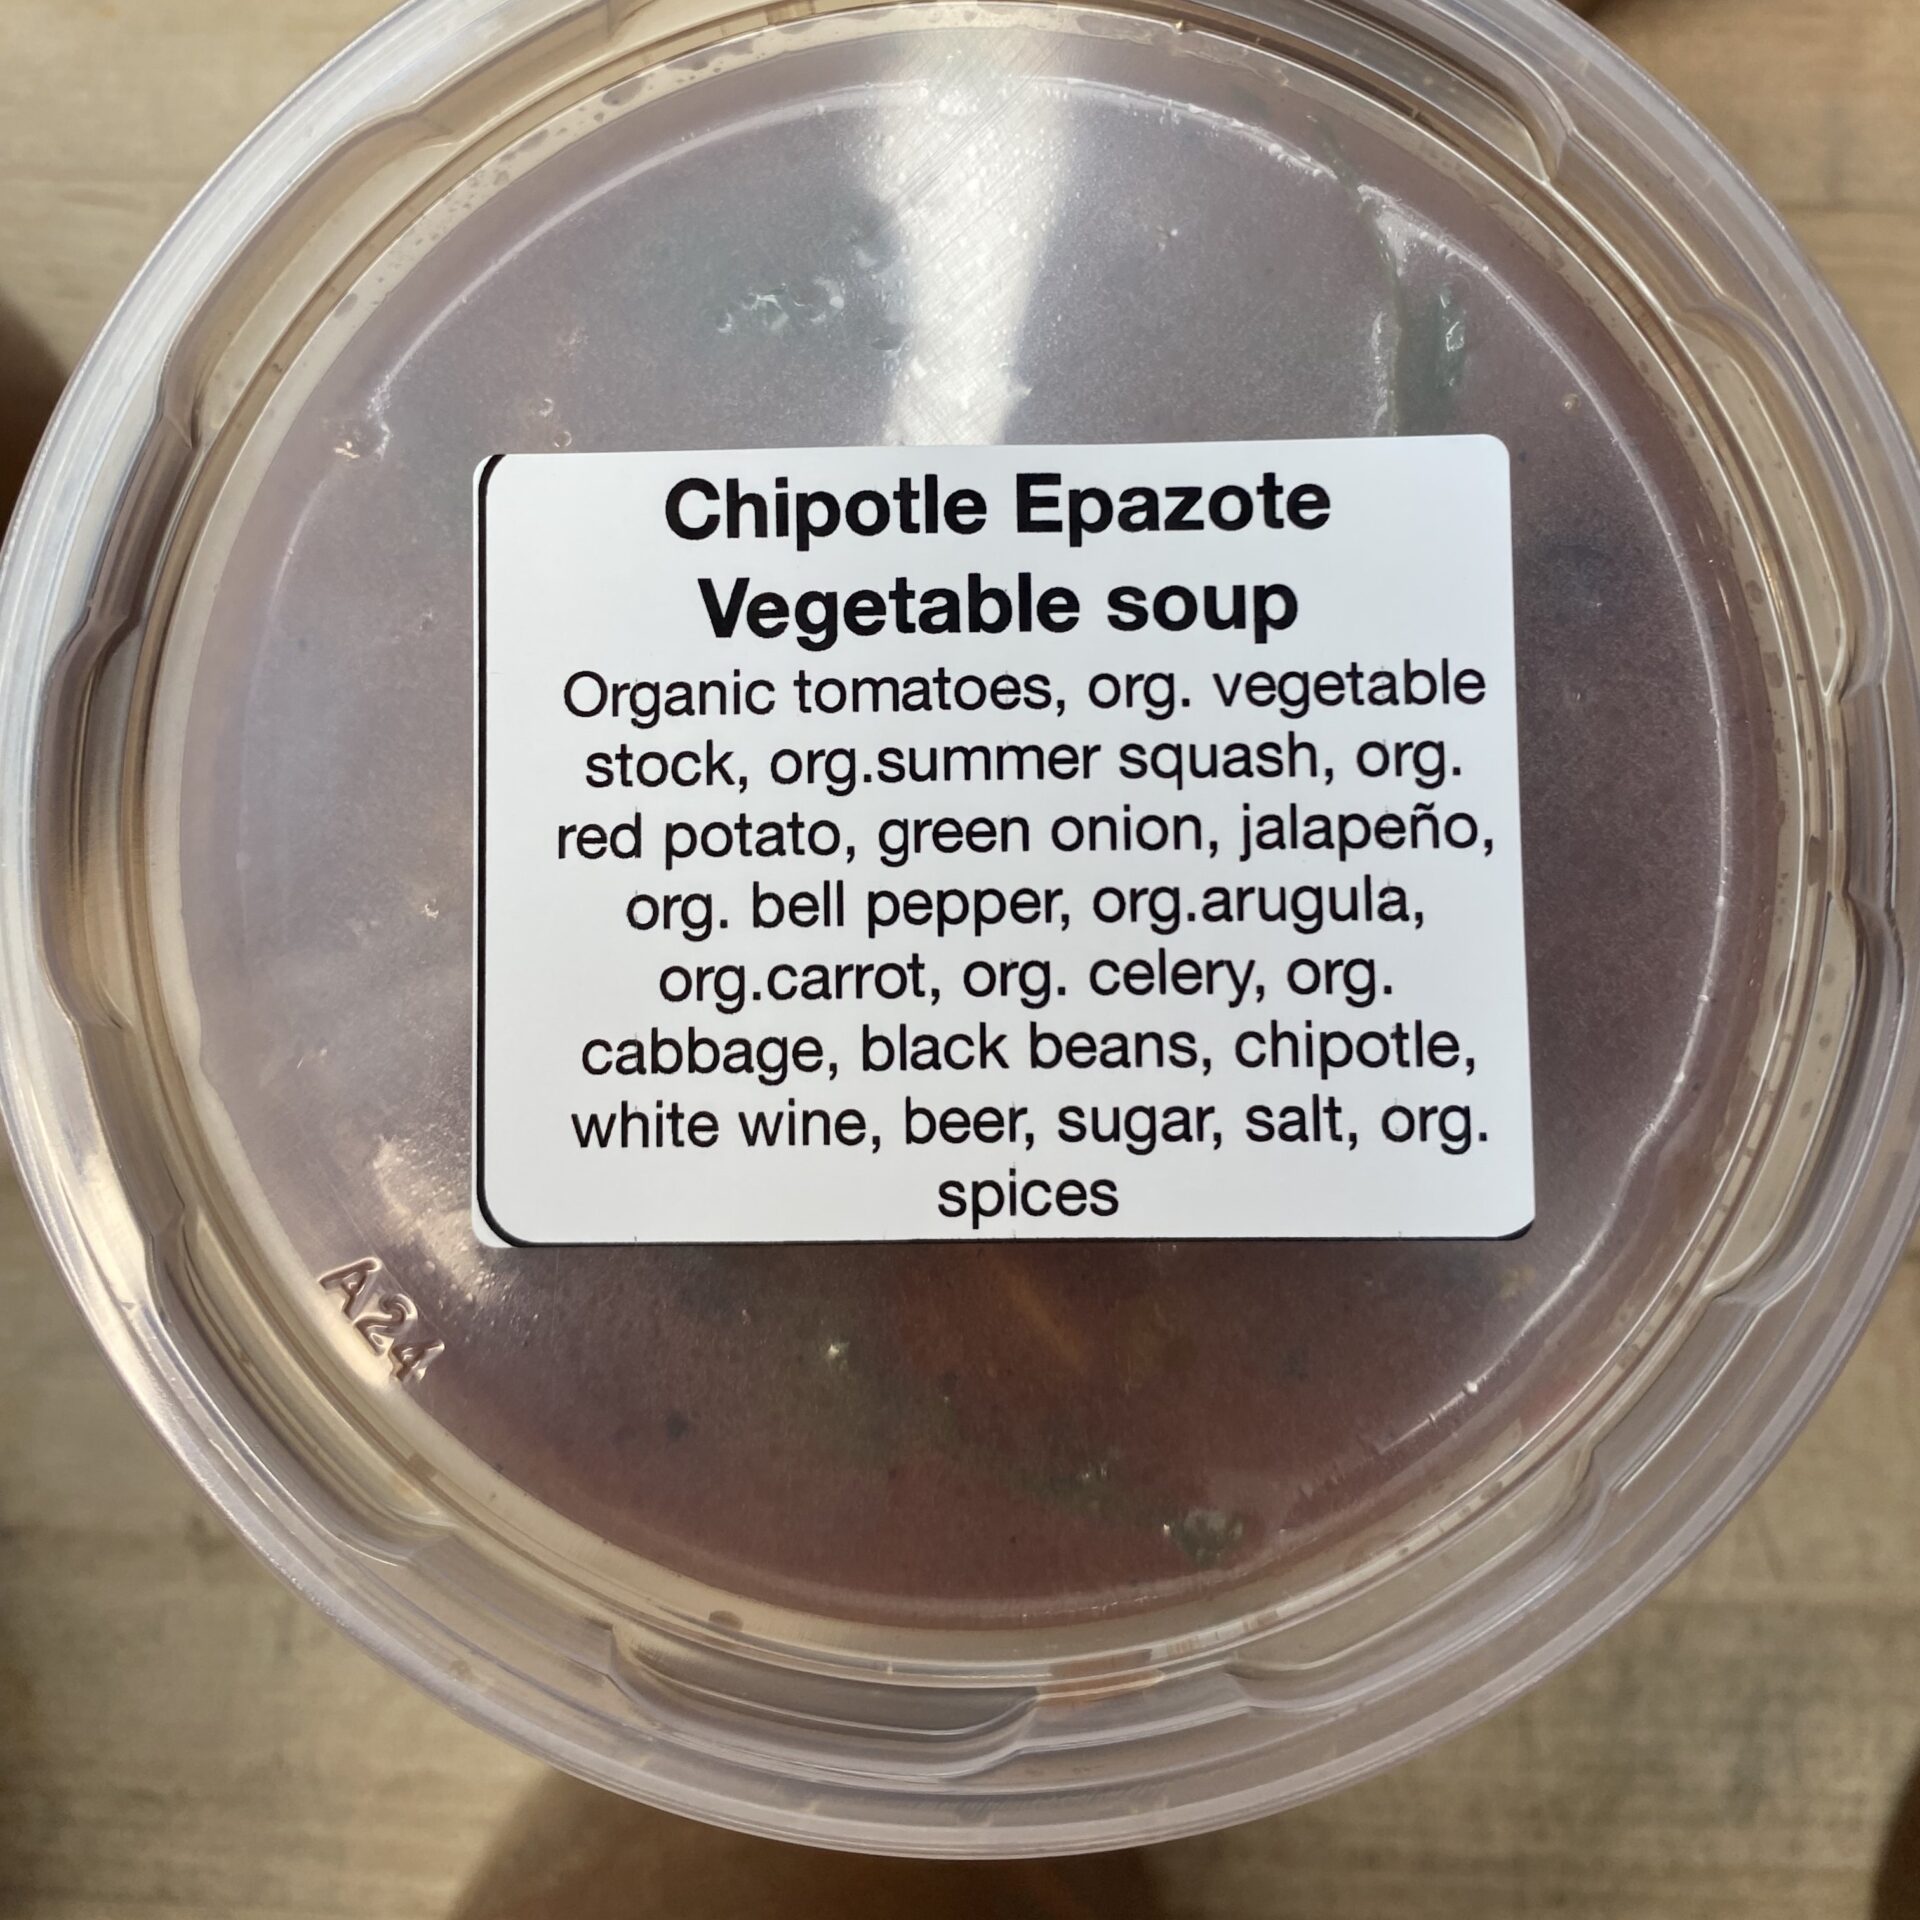 Chipotle Epazote
Vegetable soup
Organic tomatoes, org. vegetable
stock, org.summer squash, org.
red potato, green onion, jalapeño,
org. bell pepper, org.arugula,
org.carrot, org. celery, org.
cabbage, black beans, chipotle,
white wine, beer, sugar, salt, org.
spices
A24